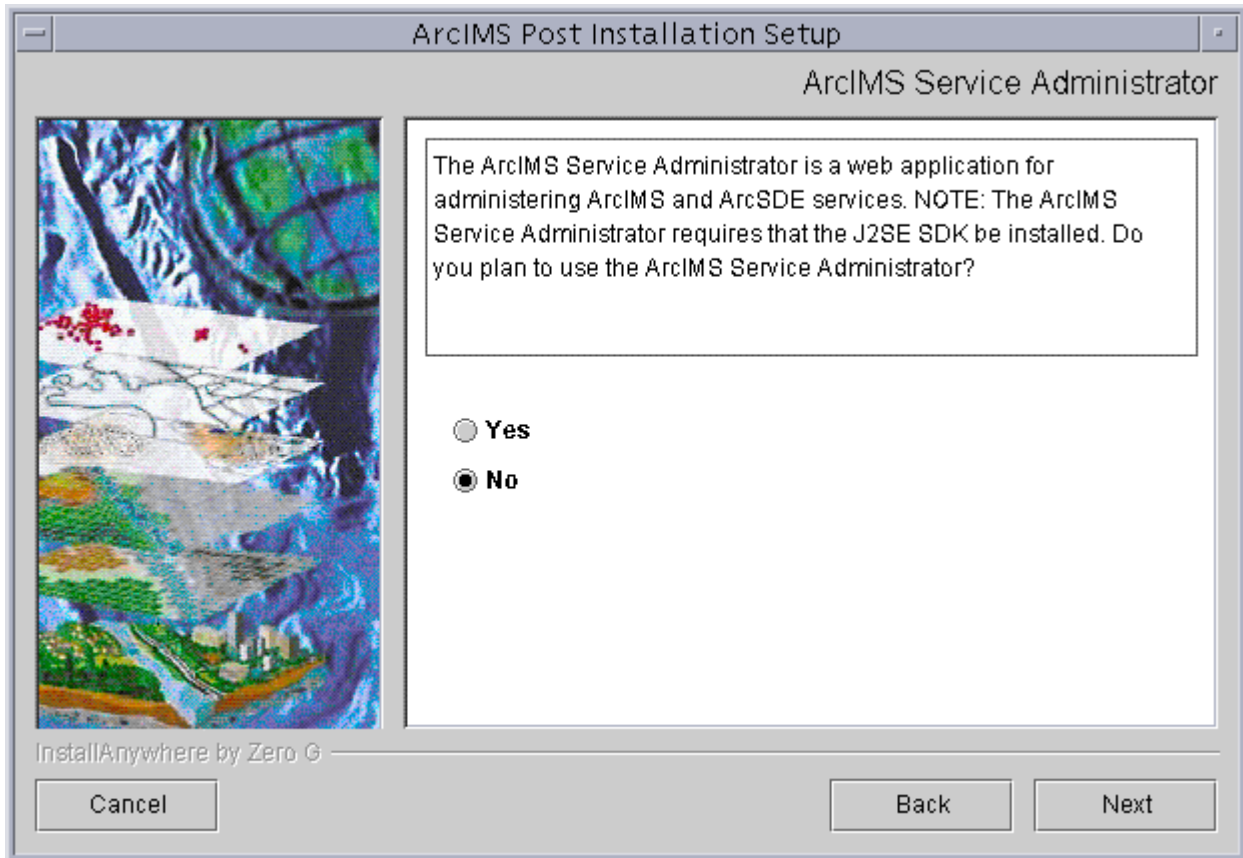 ArcIMS Post Installation Setup
ArcIMS Service Administrator
The ArcIMS Service Administrator is a web application for
administering ArcIMS and ArcSDE services. NOTE: The ArcIMS
Service Administrator requires that the J2SE SDK be installed. Do
you plan to use the ArcIMS Service Administrator?
Yes
No
InstallAnywhere by Zero G
Cancel
Back
Next